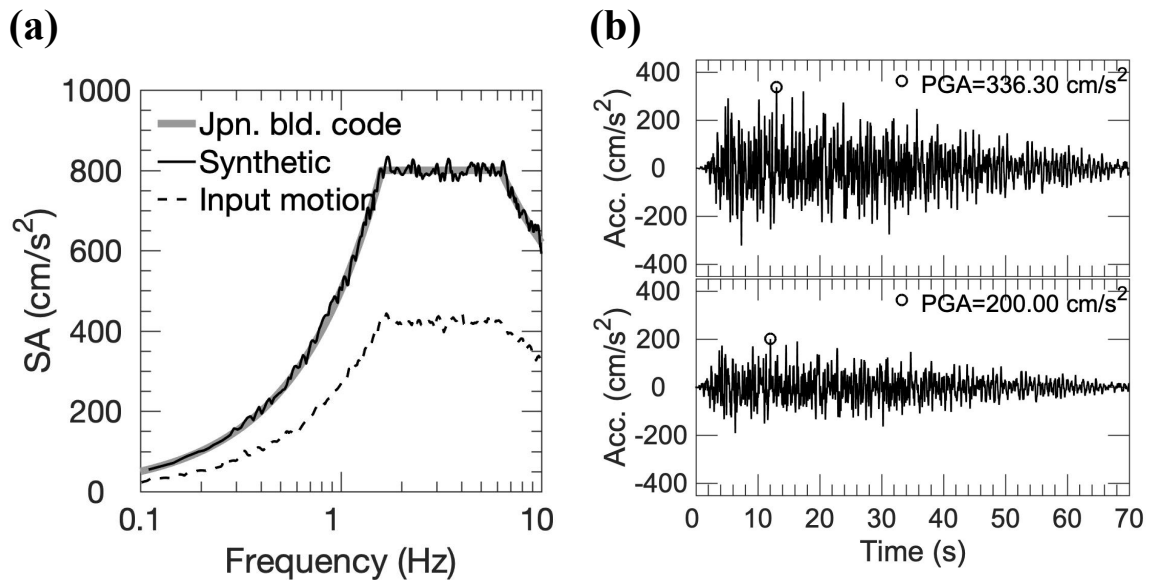 (a)
1000
800
600
400
200
0
SA (cm/s²)
Jpn. bld. code
Synthetic
Input motion
0.1
1
10
Frequency (Hz)
(b)
400
200
0
-200
-400
Acc. (cm/s²)
PGA=336.30 cm/s²
400
200
0
-200
-400
Acc. (cm/s²)
PGA=200.00 cm/s²
0 10 20 30 40 50 60 70
Time (s)